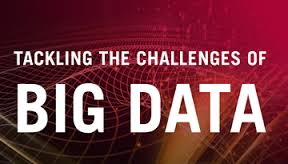 TACKLING THE CHALLENGES OF
BIG DATA